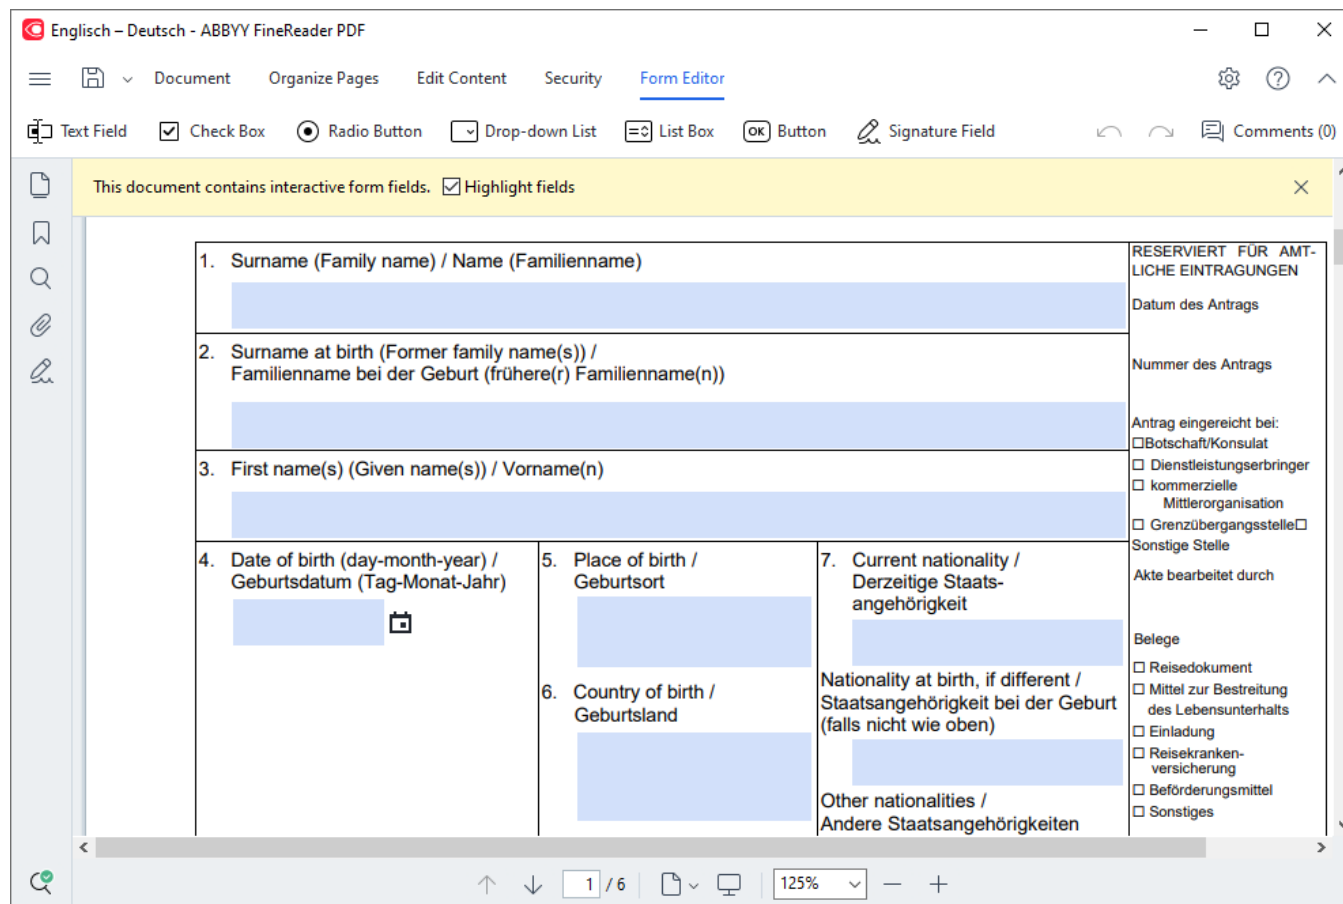 Englisch – Deutsch - ABBYY FineReader PDF
Document Organize Pages Edit Content Security Form Editor
Text Field Check Box Radio Button Drop-down List List Box OK Button Signature Field Comments (0)
This document contains interactive form fields. Highlight fields
1. Surname (Family name) / Name (Familienname)
2. Surname at birth (Former family name(s)) /
Familienname bei der Geburt (frühere(r) Familienname(n))
3. First name(s) (Given name(s)) / Vorname(n)
4. Date of birth (day-month-year) /
Geburtsdatum (Tag-Monat-Jahr)
5. Place of birth /
Geburtsort
6. Country of birth /
Geburtsland
7. Current nationality /
Derzeitige Staats-
angehörigkeit
Nationality at birth, if different /
Staatsangehörigkeit bei der Geburt
(falls nicht wie oben)
Other nationalities /
Andere Staatsangehörigkeiten
RESERVIERT FÜR AMT-
LICHE EINTRAGUNGEN
Datum des Antrags
Nummer des Antrags
Antrag eingereicht bei:
☐Botschaft/Konsulat
☐ Dienstleistungserbringer
☐ kommerzielle
Mittlerorganisation
☐ Grenzübergangsstelle☐
Sonstige Stelle
Akte bearbeitet durch
Belege
☐ Reisedokument
☐ Mittel zur Bestreitung
des Lebensunterhalts
☐ Einladung
☐ Reisekranken-
versicherung
☐ Beförderungsmittel
☐ Sonstiges
1 / 6 125%